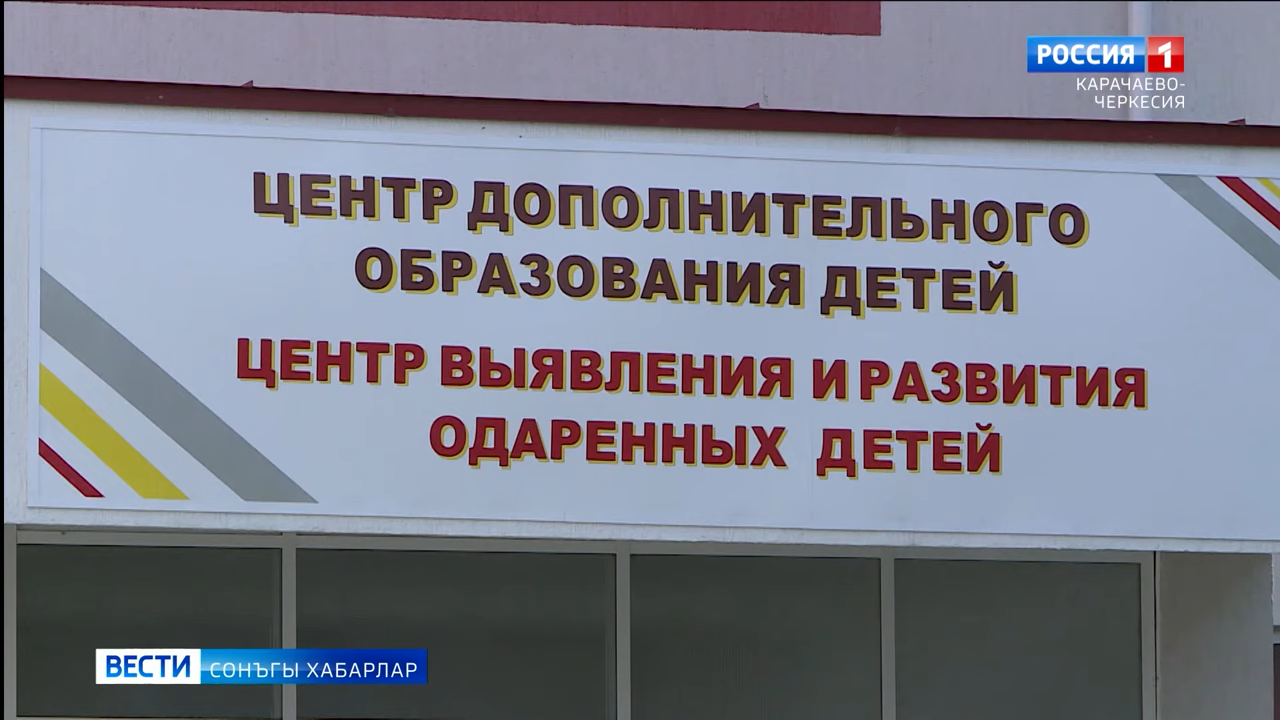 РОССИЯ 1
КАРАЧАЕВО-
ЧЕРКЕСИЯ
ЦЕНТР ДОПОЛНИТЕЛЬНОГО
ОБРАЗОВАНИЯ ДЕТЕЙ
ЦЕНТР ВЫЯВЛЕНИЯ И РАЗВИТИЯ
ОДАРЕННЫХ ДЕТЕЙ
ВЕСТИ СОНЪГЫ ХАБАРЛАР